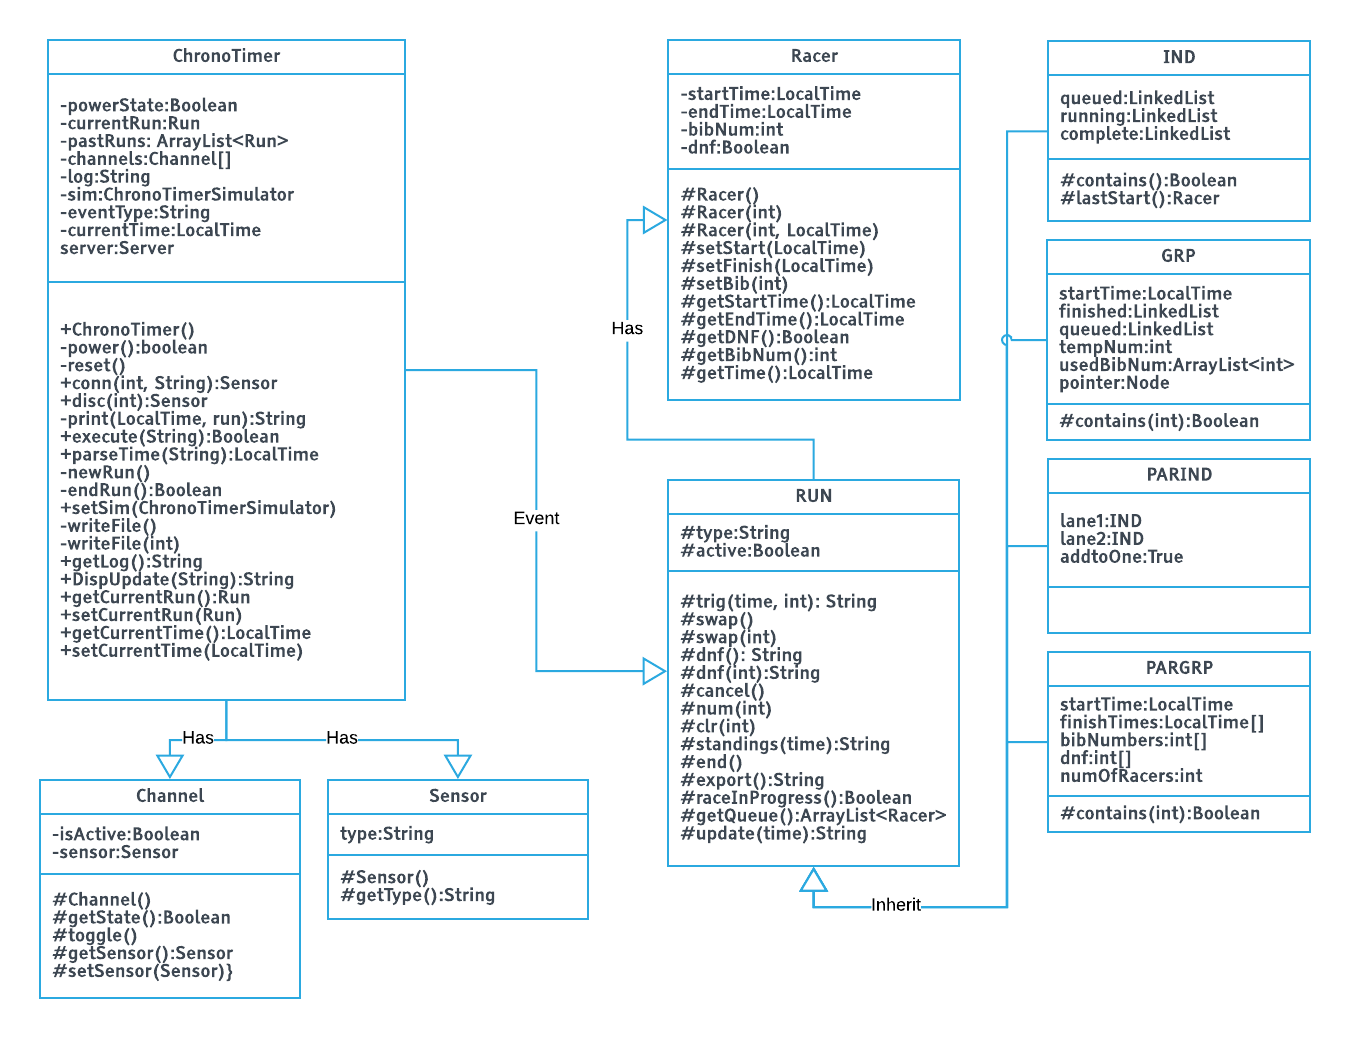 ChronoTimer
-powerState:Boolean
-currentRun:Run
-pastRuns: ArrayList<Run>
-channels:Channel[]
-log:String
-sim:ChronoTimerSimulator
-eventType:String
-currentTime:LocalTime
server:Server
+ChronoTimer()
-power():boolean
-reset()
+conn(int, String):Sensor
+disc(int):Sensor
-print(LocalTime, run):String
+execute(String):Boolean
+parseTime(String):LocalTime
-newRun()
-endRun():Boolean
+setSim(ChronoTimerSimulator)
-writeFile()
-writeFile(int)
+getLog():String
+DispUpdate(String):String
+getCurrentRun():Run
+setCurrentRun(Run)
+getCurrentTime():LocalTime
+setCurrentTime(LocalTime)
Has
Has
Channel
-isActive:Boolean
-sensor:Sensor
#Channel()
#getState():Boolean
#toggle()
#getSensor():Sensor
#setSensor(Sensor)}
Sensor
type:String
#Sensor()
#getType():String
Event
Racer
-startTime:LocalTime
-endTime:LocalTime
-bibNum:int
-dnf:Boolean
#Racer()
#Racer(int)
#Racer(int, LocalTime)
#setStart(LocalTime)
#setFinish(LocalTime)
#setBib(int)
#getStartTime():LocalTime
#getEndTime():LocalTime
#getDNF():Boolean
#getBibNum():int
#getTime():LocalTime
Has
RUN
#type:String
#active:Boolean
#trig(time, int): String
#swap()
#swap(int)
#dnf(): String
#dnf(int):String
#cancel()
#num(int)
#clr(int)
#standings(time):String
#end()
#export():String
#raceInProgress():Boolean
#getQueue():ArrayList<Racer>
#update(time):String
Inherit
IND
queued:LinkedList
running:LinkedList
complete:LinkedList
#contains():Boolean
#lastStart():Racer
GRP
startTime:LocalTime
finished:LinkedList
queued:LinkedList
tempNum:int
usedBibNum:ArrayList<int>
pointer:Node
#contains(int):Boolean
PARIND
lane1:IND
lane2:IND
addtoOne:True
PARGRP
startTime:LocalTime
finishTimes:LocalTime[]
bibNumbers:int[]
dnf:int[]
numOfRacers:int
#contains(int):Boolean